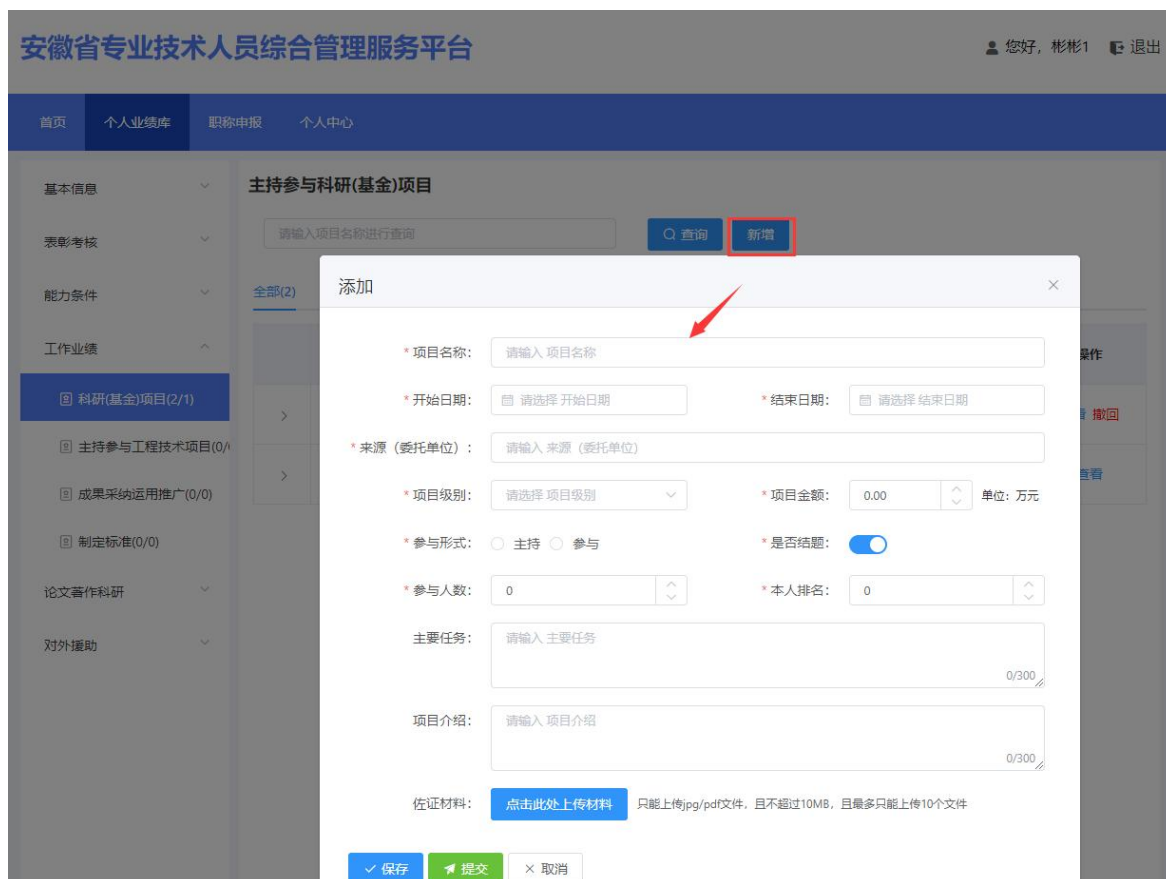 安徽省专业技术人员综合管理服务平台
您好，彬彬1 退出
首页 个人业绩库 职称申报 个人中心
基本信息
表彰考核
能力条件
工作业绩
科研(基金)项目(2/1)
主持参与工程技术项目(0/
成果采纳运用推广(0/0)
制定标准(0/0)
论文著作科研
对外援助
主持参与科研(基金)项目
请输入项目名称进行查询 查询 新增
全部(2)
操作
撤回
查看
添加
* 项目名称： 请输入 项目名称
* 开始日期： 请选择 开始日期 * 结束日期： 请选择 结束日期
* 来源（委托单位）： 请输入 来源（委托单位）
* 项目级别： 请选择 项目级别 * 项目金额： 0.00 单位: 万元
* 参与形式： 主持 参与 * 是否结题：
* 参与人数： 0 * 本人排名： 0
主要任务： 请输入 主要任务
0/300
项目介绍： 请输入 项目介绍
0/300
佐证材料： 点击此处上传材料 只能上传jpg/pdf文件，且不超过10MB，且最多只能上传10个文件
保存 提交 取消